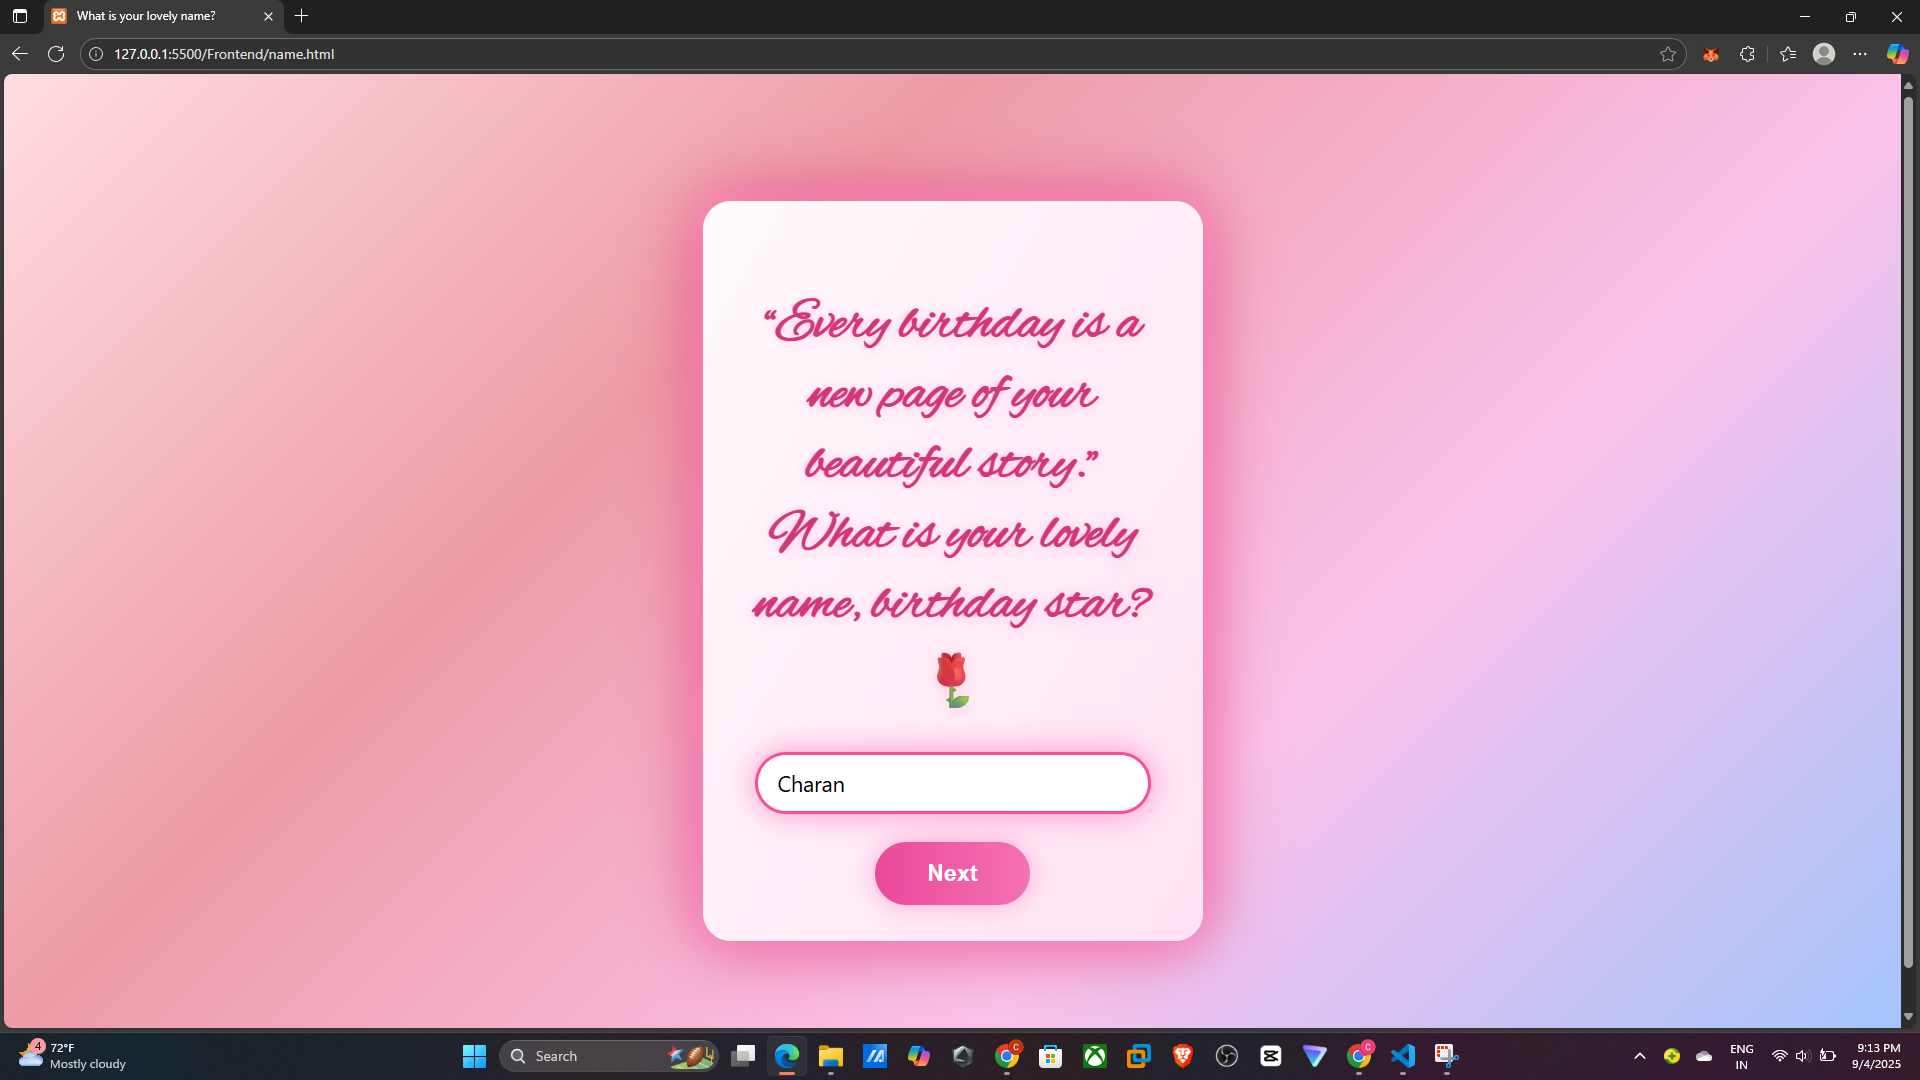 What is your lovely name?
127.0.0.1:5500/Frontend/name.html
“Every birthday is a
new page of your
beautiful story.”
What is your lovely
name, birthday star?
Charan
Next
4
72°F
Mostly cloudy
Search
C
C
ENG
IN
9:13 PM
9/4/2025